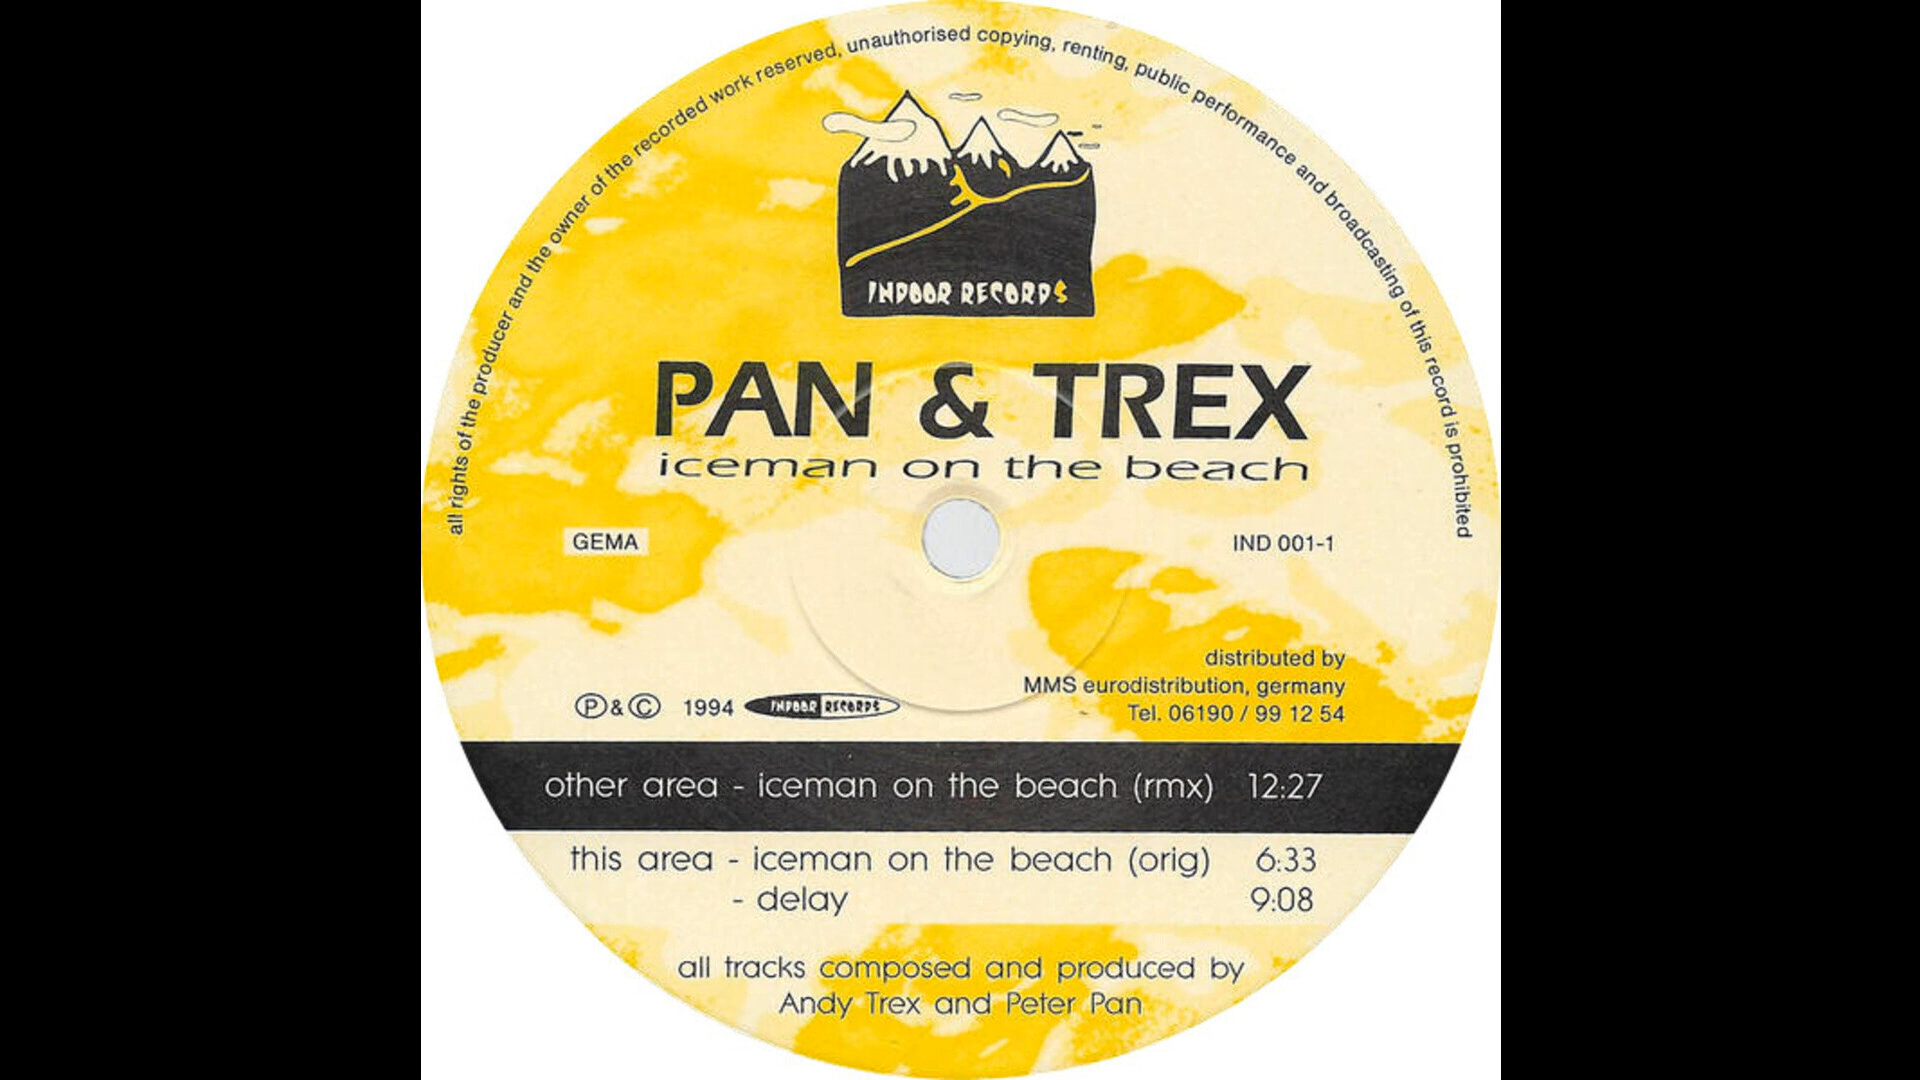 all rights of the producer and the owner of the recorded work reserved, unauthorised copying, renting, public performance and broadcasting of this record is prohibited
INDOOR RECORDS
PAN & TREX
iceman on the beach
GEMA
IND 001-1
distributed by
MMS eurodistribution, germany
Tel. 06190 / 99 12 54
Ⓟ & © 1994 INDOOR RECORDS
other area - iceman on the beach (rmx) 12:27
this area - iceman on the beach (orig) 6:33
- delay 9:08
all tracks composed and produced by
Andy Trex and Peter Pan